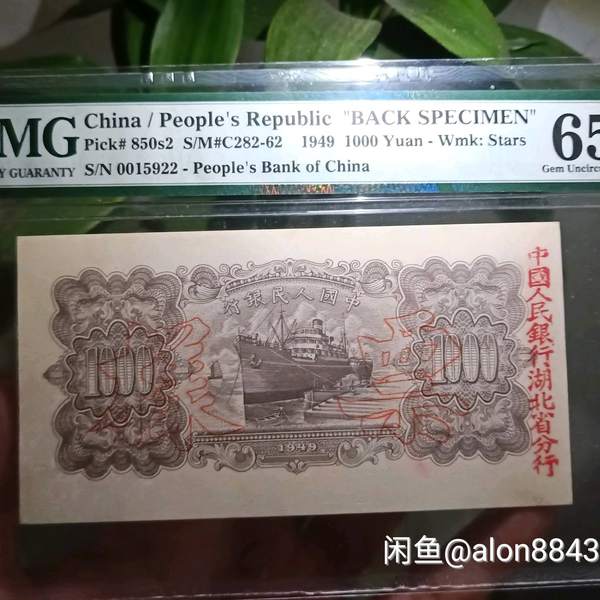 MG China / People's Republic "BACK SPECIMEN" 65
Pick# 850s2 S/M#C282-62 1949 1000 Yuan - Wmk: Stars
Y GUARANTY S/N 0015922 - People's Bank of China Gem Uncirc
行銀民人國中
1000
1000
1949
中國人民銀行湖北省分行
闲鱼@alon8843